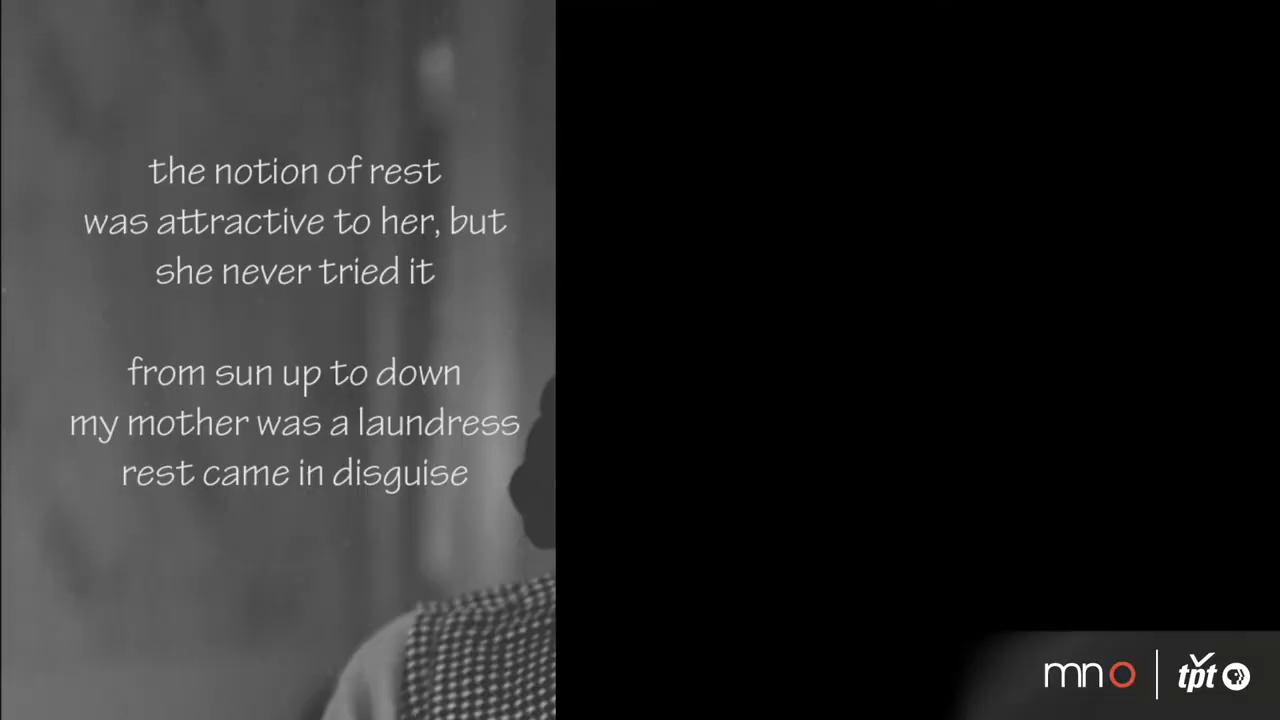 the notion of rest
was attractive to her, but
she never tried it
from sun up to down
my mother was a laundress
rest came in disguise
mno | tpt